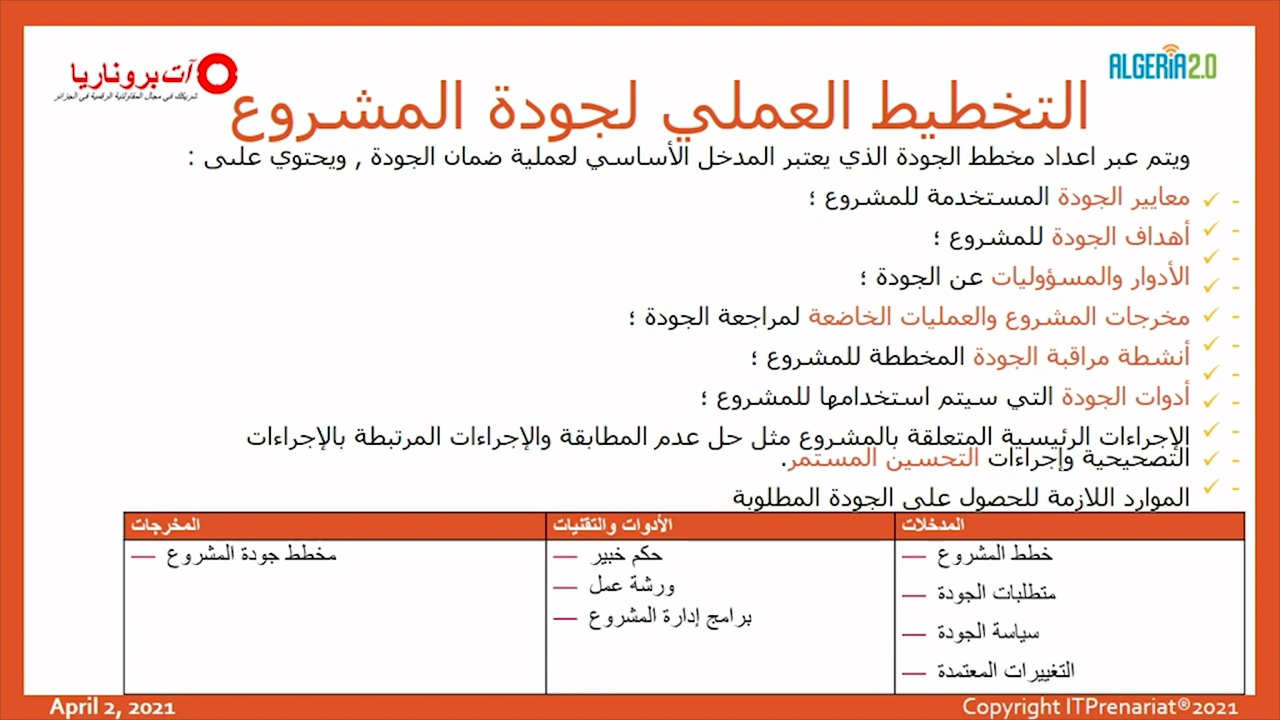 آت بروناريا
شريكك في مجال المقاولاتية الرقمية في الجزائر
ALGERIA2.0
التخطيط العملي لجودة المشروع
ويتم عبر اعداد مخطط الجودة الذي يعتبر المدخل الأساسي لعملية ضمان الجودة , ويحتوي على :
معايير الجودة المستخدمة للمشروع ؛
أهداف الجودة للمشروع ؛
الأدوار والمسؤوليات عن الجودة ؛
مخرجات المشروع والعمليات الخاضعة لمراجعة الجودة ؛
أنشطة مراقبة الجودة المخططة للمشروع ؛
أدوات الجودة التي سيتم استخدامها للمشروع ؛
الإجراءات الرئيسية المتعلقة بالمشروع مثل حل عدم المطابقة والإجراءات المرتبطة بالإجراءات
التصحيحية وإجراءات التحسين المستمر.
الموارد اللازمة للحصول على الجودة المطلوبة
المدخلات
خطط المشروع
متطلبات الجودة
سياسة الجودة
التغييرات المعتمدة
الأدوات والتقنيات
حكم خبير
ورشة عمل
برامج إدارة المشروع
المخرجات
مخطط جودة المشروع
April 2, 2021
Copyright ITPrenariat®2021